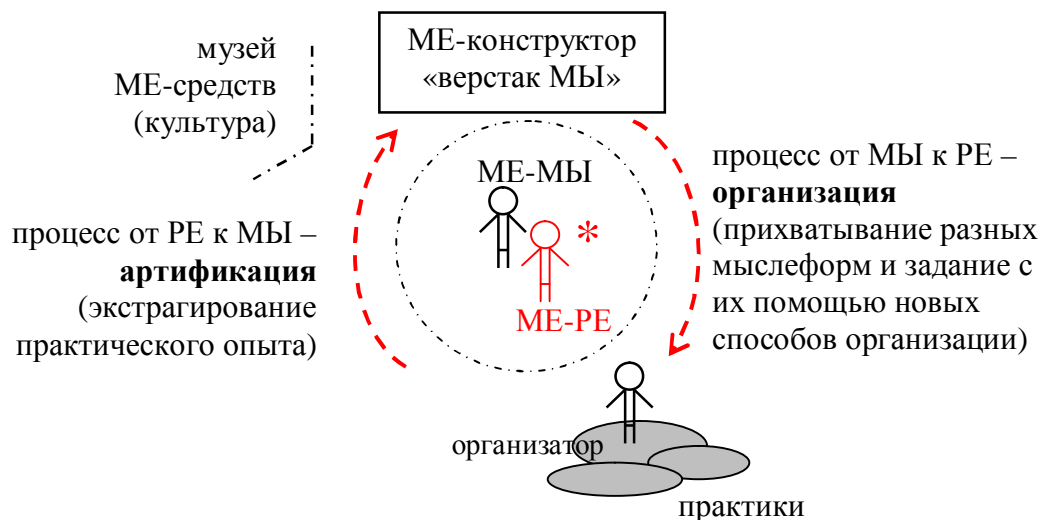 МЕ-конструктор
«верстак МЫ»
музей
МЕ-средств
(культура)
МЕ-МЫ
*
МЕ-РЕ
процесс от РЕ к МЫ –
артификация
(экстрагирование
практического опыта)
процесс от МЫ к РЕ –
организация
(прихватывание разных
мыслеформ и задание с
их помощью новых
способов организации)
организатор
практики